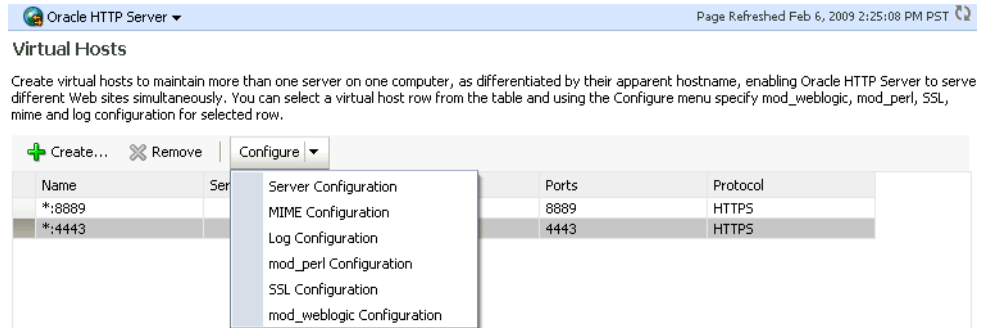 Oracle HTTP Server
Page Refreshed Feb 6, 2009 2:25:08 PM PST
Virtual Hosts
Create virtual hosts to maintain more than one server on one computer, as differentiated by their apparent hostname, enabling Oracle HTTP Server to serve
different Web sites simultaneously. You can select a virtual host row from the table and using the Configure menu specify mod_weblogic, mod_perl, SSL,
mime and log configuration for selected row.
Create... Remove Configure
Name Ser Ports Protocol
*:8889 8889 HTTPS
*:4443 4443 HTTPS
Server Configuration
MIME Configuration
Log Configuration
mod_perl Configuration
SSL Configuration
mod_weblogic Configuration